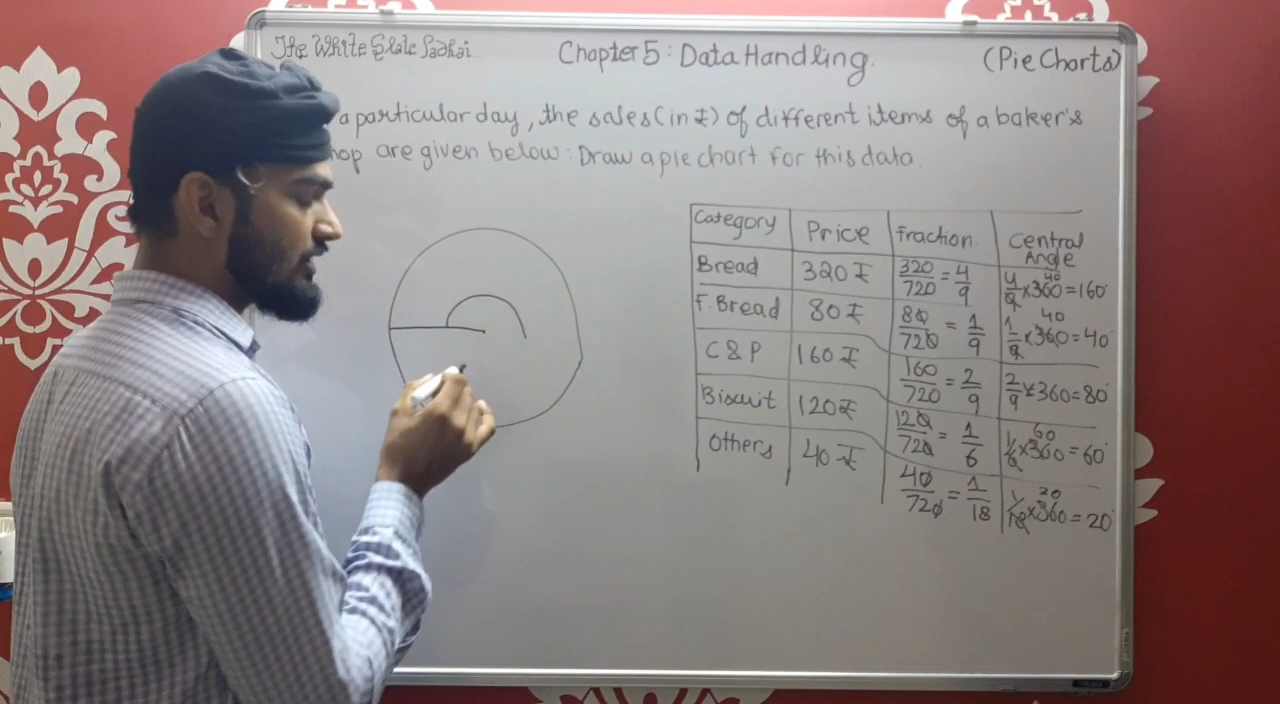 The White Slate Padhai
Chapter 5: Data Handling.
(Pie Charts)
a particular day, the sales (in ₹) of different items of a baker's
are given below: Draw a pie chart for this data.
Category Price Fraction. Central Angle
Bread 320 ₹ 320/720 = 4/9 4/9 × 360 = 160° 40
F. Bread 80 ₹ 80/720 = 1/9 1/9 × 360 = 40° 40
C & P 160 ₹ 160/720 = 2/9 2/9 × 360 = 80°
Biscuit 120 ₹ 120/720 = 1/6 1/6 × 360 = 60° 60
Others 40 ₹ 40/720 = 1/18 1/18 × 360 = 20° 20